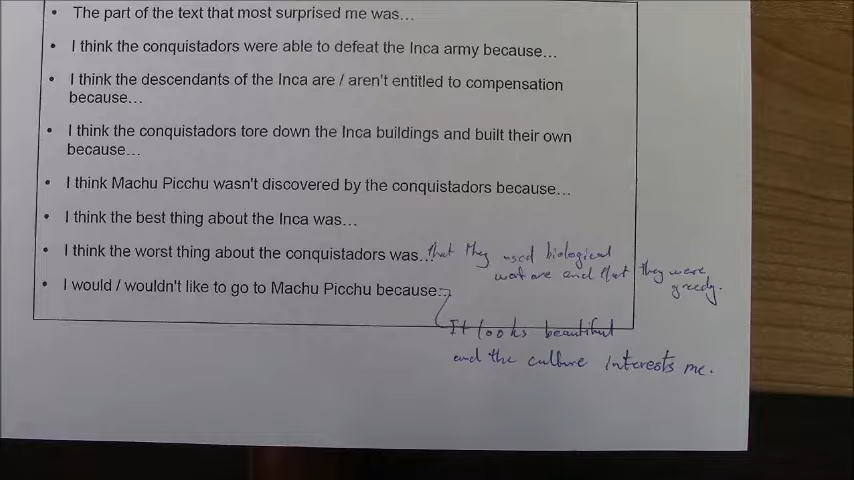 • The part of the text that most surprised me was…
• I think the conquistadors were able to defeat the Inca army because…
• I think the descendants of the Inca are / aren't entitled to compensation
because…
• I think the conquistadors tore down the Inca buildings and built their own
because…
• I think Machu Picchu wasn't discovered by the conquistadors because…
• I think the best thing about the Inca was…
• I think the worst thing about the conquistadors was… that they used biological
and that they were
greedy.
• I would / wouldn't like to go to Machu Picchu because…
It looks beautiful
and the culture interests me.